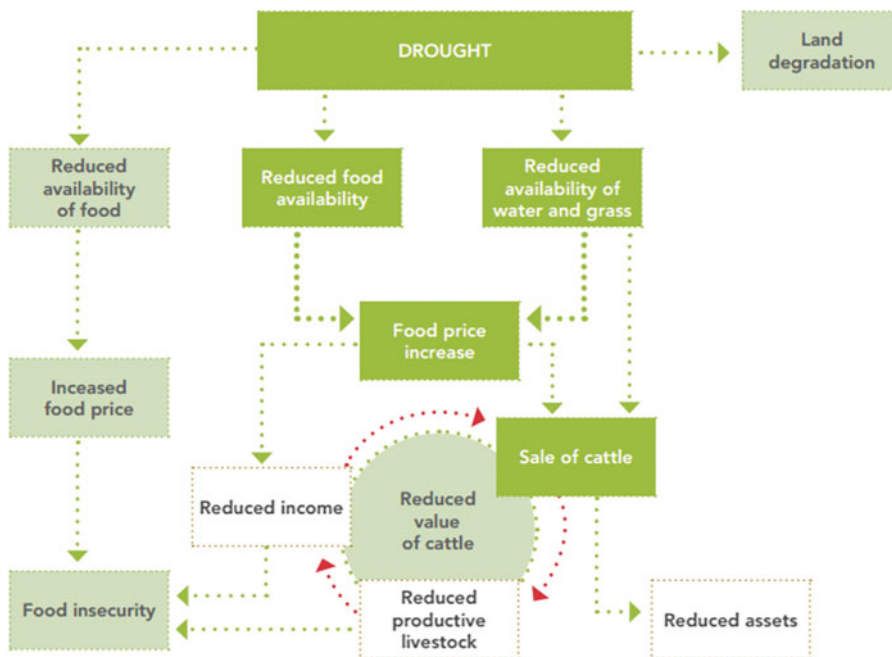 DROUGHT
Land
degradation
Reduced
availability
of food
Reduced food
availability
Reduced
availability of
water and grass
Food price
increase
Inceased
food price
Sale of cattle
Reduced income
Reduced
value
of cattle
Food insecurity
Reduced
productive
livestock
Reduced assets